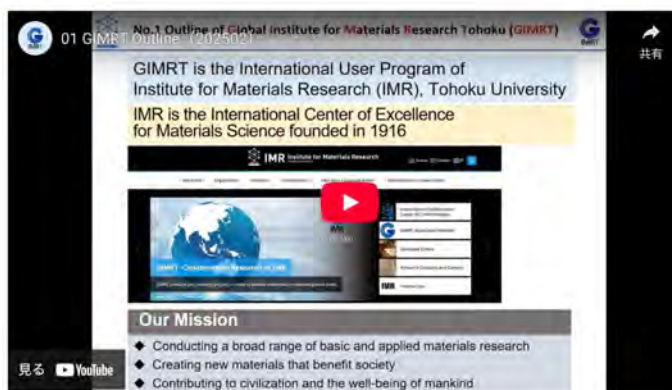 No.1 Outline of Global Institute for Materials Research Tohoku (GIMRT)
01 GIMRT Outline (202502)
共有
GIMRT is the International User Program of
Institute for Materials Research (IMR), Tohoku University
IMR is the International Center of Excellence
for Materials Science founded in 1916
IMR Institute for Materials Research
IMR
Our Mission
◆ Conducting a broad range of basic and applied materials research
◆ Creating new materials that benefit society
◆ Contributing to civilization and the well-being of mankind
見る YouTube